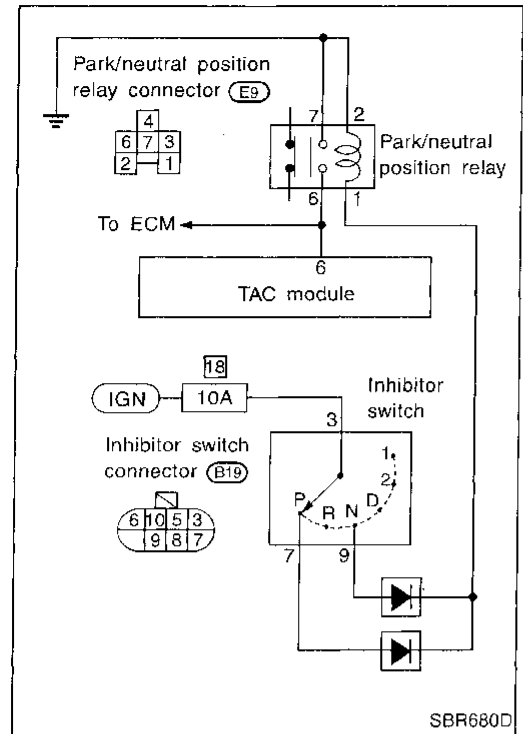 Park/neutral position
relay connector E9
4
6 7 3
2 1
7 2
Park/neutral
position relay
6 1
To ECM
6
TAC module
18
IGN 10A
Inhibitor
switch
3
Inhibitor switch
connector B19
6 10 5 3
9 8 7
1
2
P R N D
7 9
SBR680D